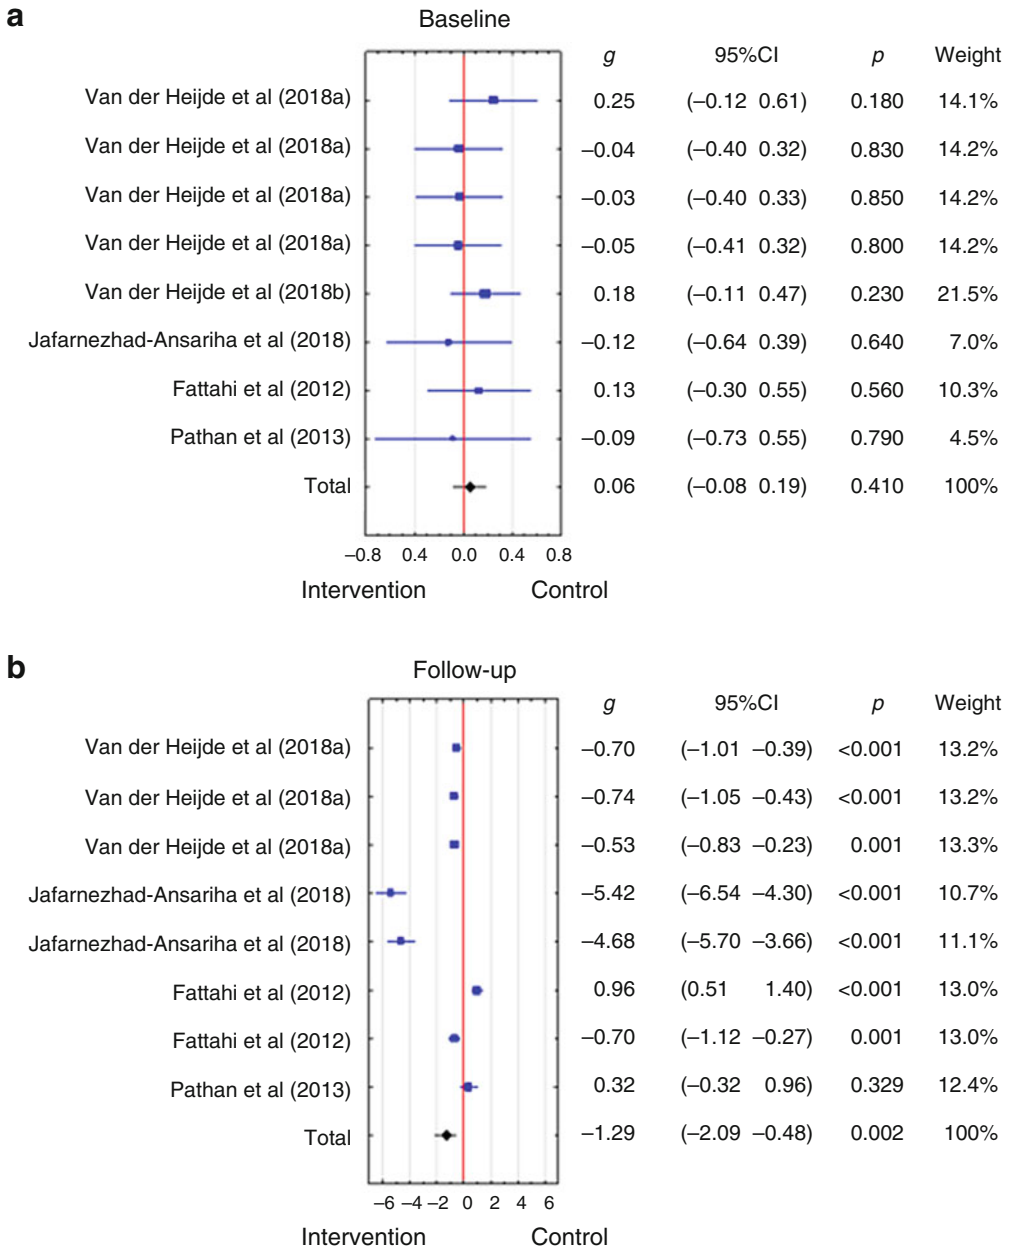 a
Baseline
g 95%CI p Weight
Van der Heijde et al (2018a) 0.25 (–0.12 0.61) 0.180 14.1%
Van der Heijde et al (2018a) –0.04 (–0.40 0.32) 0.830 14.2%
Van der Heijde et al (2018a) –0.03 (–0.40 0.33) 0.850 14.2%
Van der Heijde et al (2018a) –0.05 (–0.41 0.32) 0.800 14.2%
Van der Heijde et al (2018b) 0.18 (–0.11 0.47) 0.230 21.5%
Jafarnezhad-Ansariha et al (2018) –0.12 (–0.64 0.39) 0.640 7.0%
Fattahi et al (2012) 0.13 (–0.30 0.55) 0.560 10.3%
Pathan et al (2013) –0.09 (–0.73 0.55) 0.790 4.5%
Total 0.06 (–0.08 0.19) 0.410 100%
–0.8 0.4 0.0 0.4 0.8
Intervention Control
b
Follow-up
g 95%CI p Weight
Van der Heijde et al (2018a) –0.70 (–1.01 –0.39) <0.001 13.2%
Van der Heijde et al (2018a) –0.74 (–1.05 –0.43) <0.001 13.2%
Van der Heijde et al (2018a) –0.53 (–0.83 –0.23) 0.001 13.3%
Jafarnezhad-Ansariha et al (2018) –5.42 (–6.54 –4.30) <0.001 10.7%
Jafarnezhad-Ansariha et al (2018) –4.68 (–5.70 –3.66) <0.001 11.1%
Fattahi et al (2012) 0.96 (0.51 1.40) <0.001 13.0%
Fattahi et al (2012) –0.70 (–1.12 –0.27) 0.001 13.0%
Pathan et al (2013) 0.32 (–0.32 0.96) 0.329 12.4%
Total –1.29 (–2.09 –0.48) 0.002 100%
–6 –4 –2 0 2 4 6
Intervention Control